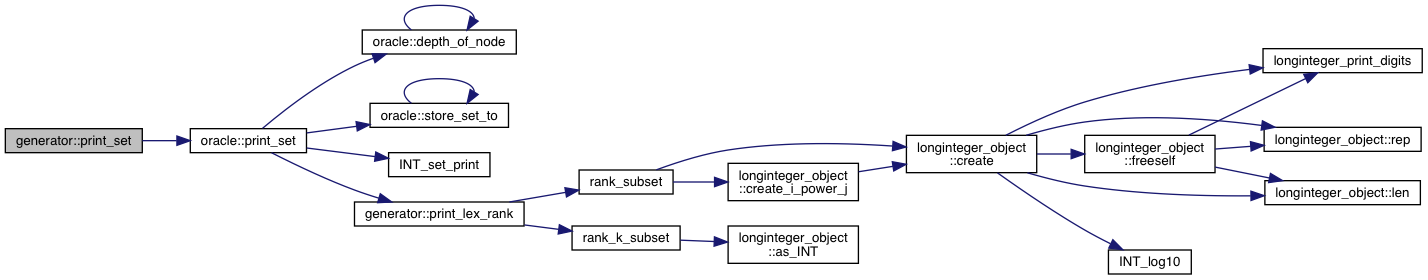 generator::print_set
oracle::print_set
oracle::depth_of_node
oracle::store_set_to
INT_set_print
generator::print_lex_rank
rank_subset
rank_k_subset
longinteger_object
::create_i_power_j
longinteger_object
::as_INT
longinteger_object
::create
longinteger_object
::freeself
INT_log10
longinteger_print_digits
longinteger_object::rep
longinteger_object::len